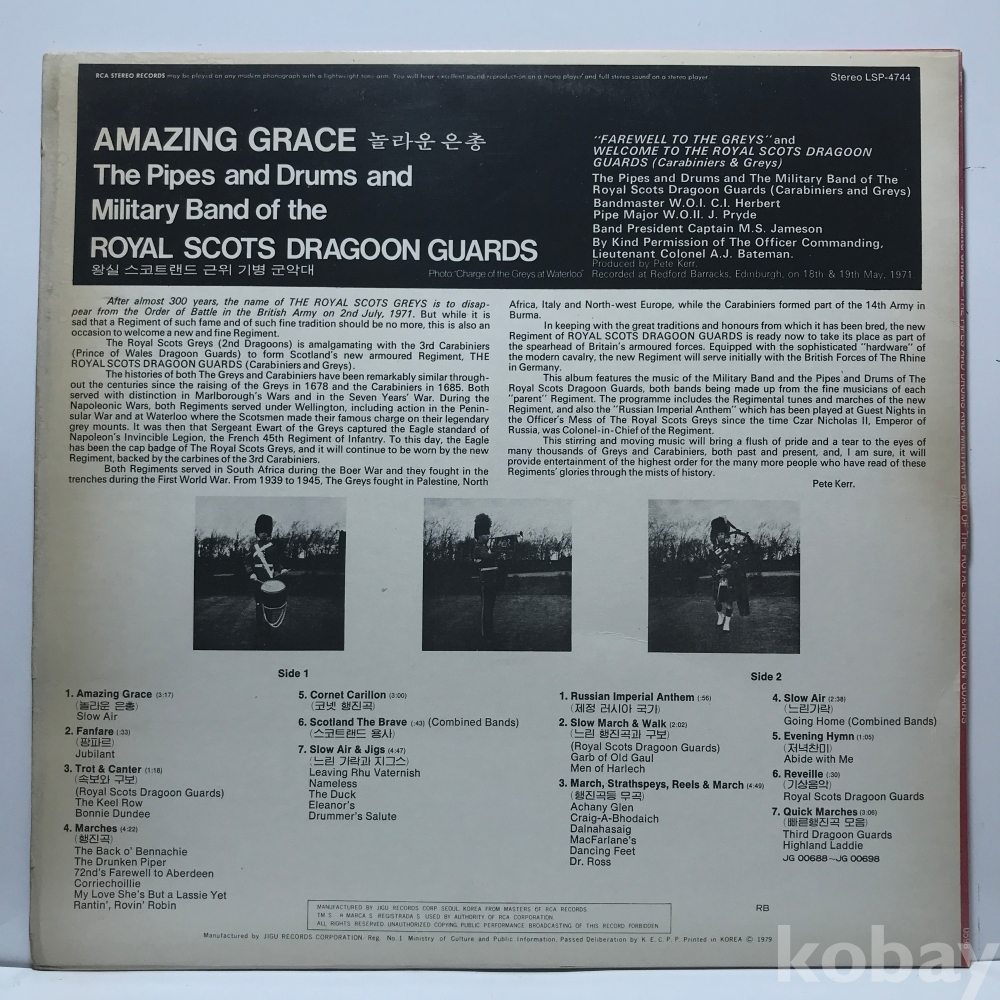 RCA STEREO RECORDS may be played on any modern phonograph with a lightweight tone arm. You will hear excellent sound reproduction on a mono player and full stereo sound on a stereo player.
Stereo LSP-4744
AMAZING GRACE 놀라운 은총
The Pipes and Drums and
Military Band of the
ROYAL SCOTS DRAGOON GUARDS
왕실 스코트랜드 근위 기병 군악대
Photo:"Charge of the Greys at Waterloo"
"FAREWELL TO THE GREYS" and
WELCOME TO THE ROYAL SCOTS DRAGOON
GUARDS (Carabiniers & Greys)
The Pipes and Drums and The Military Band of The
Royal Scots Dragoon Guards (Carabiniers and Greys)
Bandmaster W.O.I. C.I. Herbert
Pipe Major W.O.II. J. Pryde
Band President Captain M.S. Jameson
By Kind Permission of The Officer Commanding,
Lieutenant Colonel A.J. Bateman.
Produced by Pete Kerr.
Recorded at Redford Barracks, Edinburgh, on 18th & 19th May, 1971.
After almost 300 years, the name of THE ROYAL SCOTS GREYS is to disap-
pear from the Order of Battle in the British Army on 2nd July, 1971. But while it is
sad that a Regiment of such fame and of such fine tradition should be no more, this is also an
occasion to welcome a new and fine Regiment.
The Royal Scots Greys (2nd Dragoons) is amalgamating with the 3rd Carabiniers
(Prince of Wales Dragoon Guards) to form Scotland's new armoured Regiment, THE
ROYAL SCOTS DRAGOON GUARDS (Carabiniers and Greys).
The histories of both The Greys and Carabiniers have been remarkably similar through-
out the centuries since the raising of the Greys in 1678 and the Carabiniers in 1685. Both
served with distinction in Marlborough's Wars and in the Seven Years' War. During the
Napoleonic Wars, both Regiments served under Wellington, including action in the Penin-
sular War and at Waterloo where the Scotsmen made their famous charge on their legendary
grey mounts. It was then that Sergeant Ewart of the Greys captured the Eagle standard of
Napoleon's Invincible Legion, the French 45th Regiment of Infantry. To this day, the Eagle
has been the cap badge of The Royal Scots Greys, and it will continue to be worn by the new
Regiment, backed by the carbines of the 3rd Carabiniers.
Both Regiments served in South Africa during the Boer War and they fought in the
trenches during the First World War. From 1939 to 1945, The Greys fought in Palestine, North
Africa, Italy and North-west Europe, while the Carabiniers formed part of the 14th Army in
Burma.
In keeping with the great traditions and honours from which it has been bred, the new
Regiment of ROYAL SCOTS DRAGOON GUARDS is ready now to take its place as part of
the spearhead of Britain's armoured forces. Equipped with the sophisticated "hardware" of
the modern cavalry, the new Regiment will serve initially with the British Forces of The Rhine
in Germany.
This album features the music of the Military Band and the Pipes and Drums of The
Royal Scots Dragoon Guards, both bands being made up from the fine musicians of each
"parent" Regiment. The programme includes the Regimental tunes and marches of the new
Regiment, and also the "Russian Imperial Anthem" which has been played at Guest Nights in
the Officer's Mess of The Royal Scots Greys since the time Czar Nicholas II, Emperor of
Russia, was Colonel-in-Chief of the Regiment.
This stirring and moving music will bring a flush of pride and a tear to the eyes of
many thousands of Greys and Carabiniers, both past and present, and, I am sure, it will
provide entertainment of the highest order for the many more people who have read of these
Regiments' glories through the mists of history.
Pete Kerr.
Side 1
1. Amazing Grace (3:17)
(놀라운 은총)
Slow Air
2. Fanfare (:33)
(팡파르)
Jubilant
3. Trot & Canter (1:18)
(속보와 구보)
(Royal Scots Dragoon Guards)
The Keel Row
Bonnie Dundee
4. Marches (4:22)
(행진곡)
The Back o' Bennachie
The Drunken Piper
72nd's Farewell to Aberdeen
Corriechoillie
My Love She's But a Lassie Yet
Rantin', Rovin' Robin
5. Cornet Carillon (3:00)
(코넷 행진곡)
6. Scotland The Brave (:43) (Combined Bands)
(스코트랜드 용사)
7. Slow Air & Jigs (4:47)
(느린 가락과 지그스)
Leaving Rhu Vaternish
Nameless
The Duck
Eleanor's
Drummer's Salute
Side 2
1. Russian Imperial Anthem (:56)
(제정 러시아 국가)
2. Slow March & Walk (2:02)
(느린 행진곡과 구보)
(Royal Scots Dragoon Guards)
Garb of Old Gaul
Men of Harlech
3. March, Strathspeys, Reels & March (4:49)
(행진곡등 무곡)
Achany Glen
Craig-A-Bhodaich
Dalnahasaig
MacFarlane's
Dancing Feet
Dr. Ross
4. Slow Air (2:38)
(느린가락)
Going Home (Combined Bands)
5. Evening Hymn (1:05)
(저녁찬미)
Abide with Me
6. Reveille (:30)
(기상음악)
Royal Scots Dragoon Guards
7. Quick Marches (3:06)
(빠른행진곡 모음)
Third Dragoon Guards
Highland Laddie
JG 00688~JG 00698
MANUFACTURED BY JIGU RECORDS CORP. SEOUL, KOREA FROM MASTERS OF RCA RECORDS
TM S ® MARCA S REGISTRADA S USED BY AUTHORITY OF RCA CORPORATION.
ALL RIGHTS RESERVED UNAUTHORIZED COPYING PUBLIC PERFORMANCE BROADCASTING OF THIS RECORD FORBIDDEN
RB
Manufactured by JIGU RECORDS CORPORATION. Reg. No.1 Ministry of Culture and Public Information. Passed Deliberation by K.E.C.P.P. Printed in KOREA © 1979
kobay